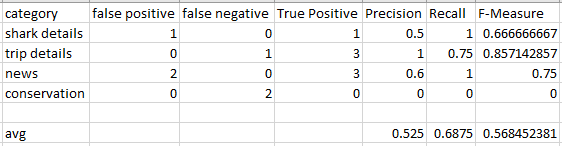 category false positive false negative True Positive Precision Recall F-Measure
shark details 1 0 1 0.5 1 0.666666667
trip details 0 1 3 1 0.75 0.857142857
news 2 0 3 0.6 1 0.75
conservation 0 2 0 0 0 0
avg 0.525 0.6875 0.568452381